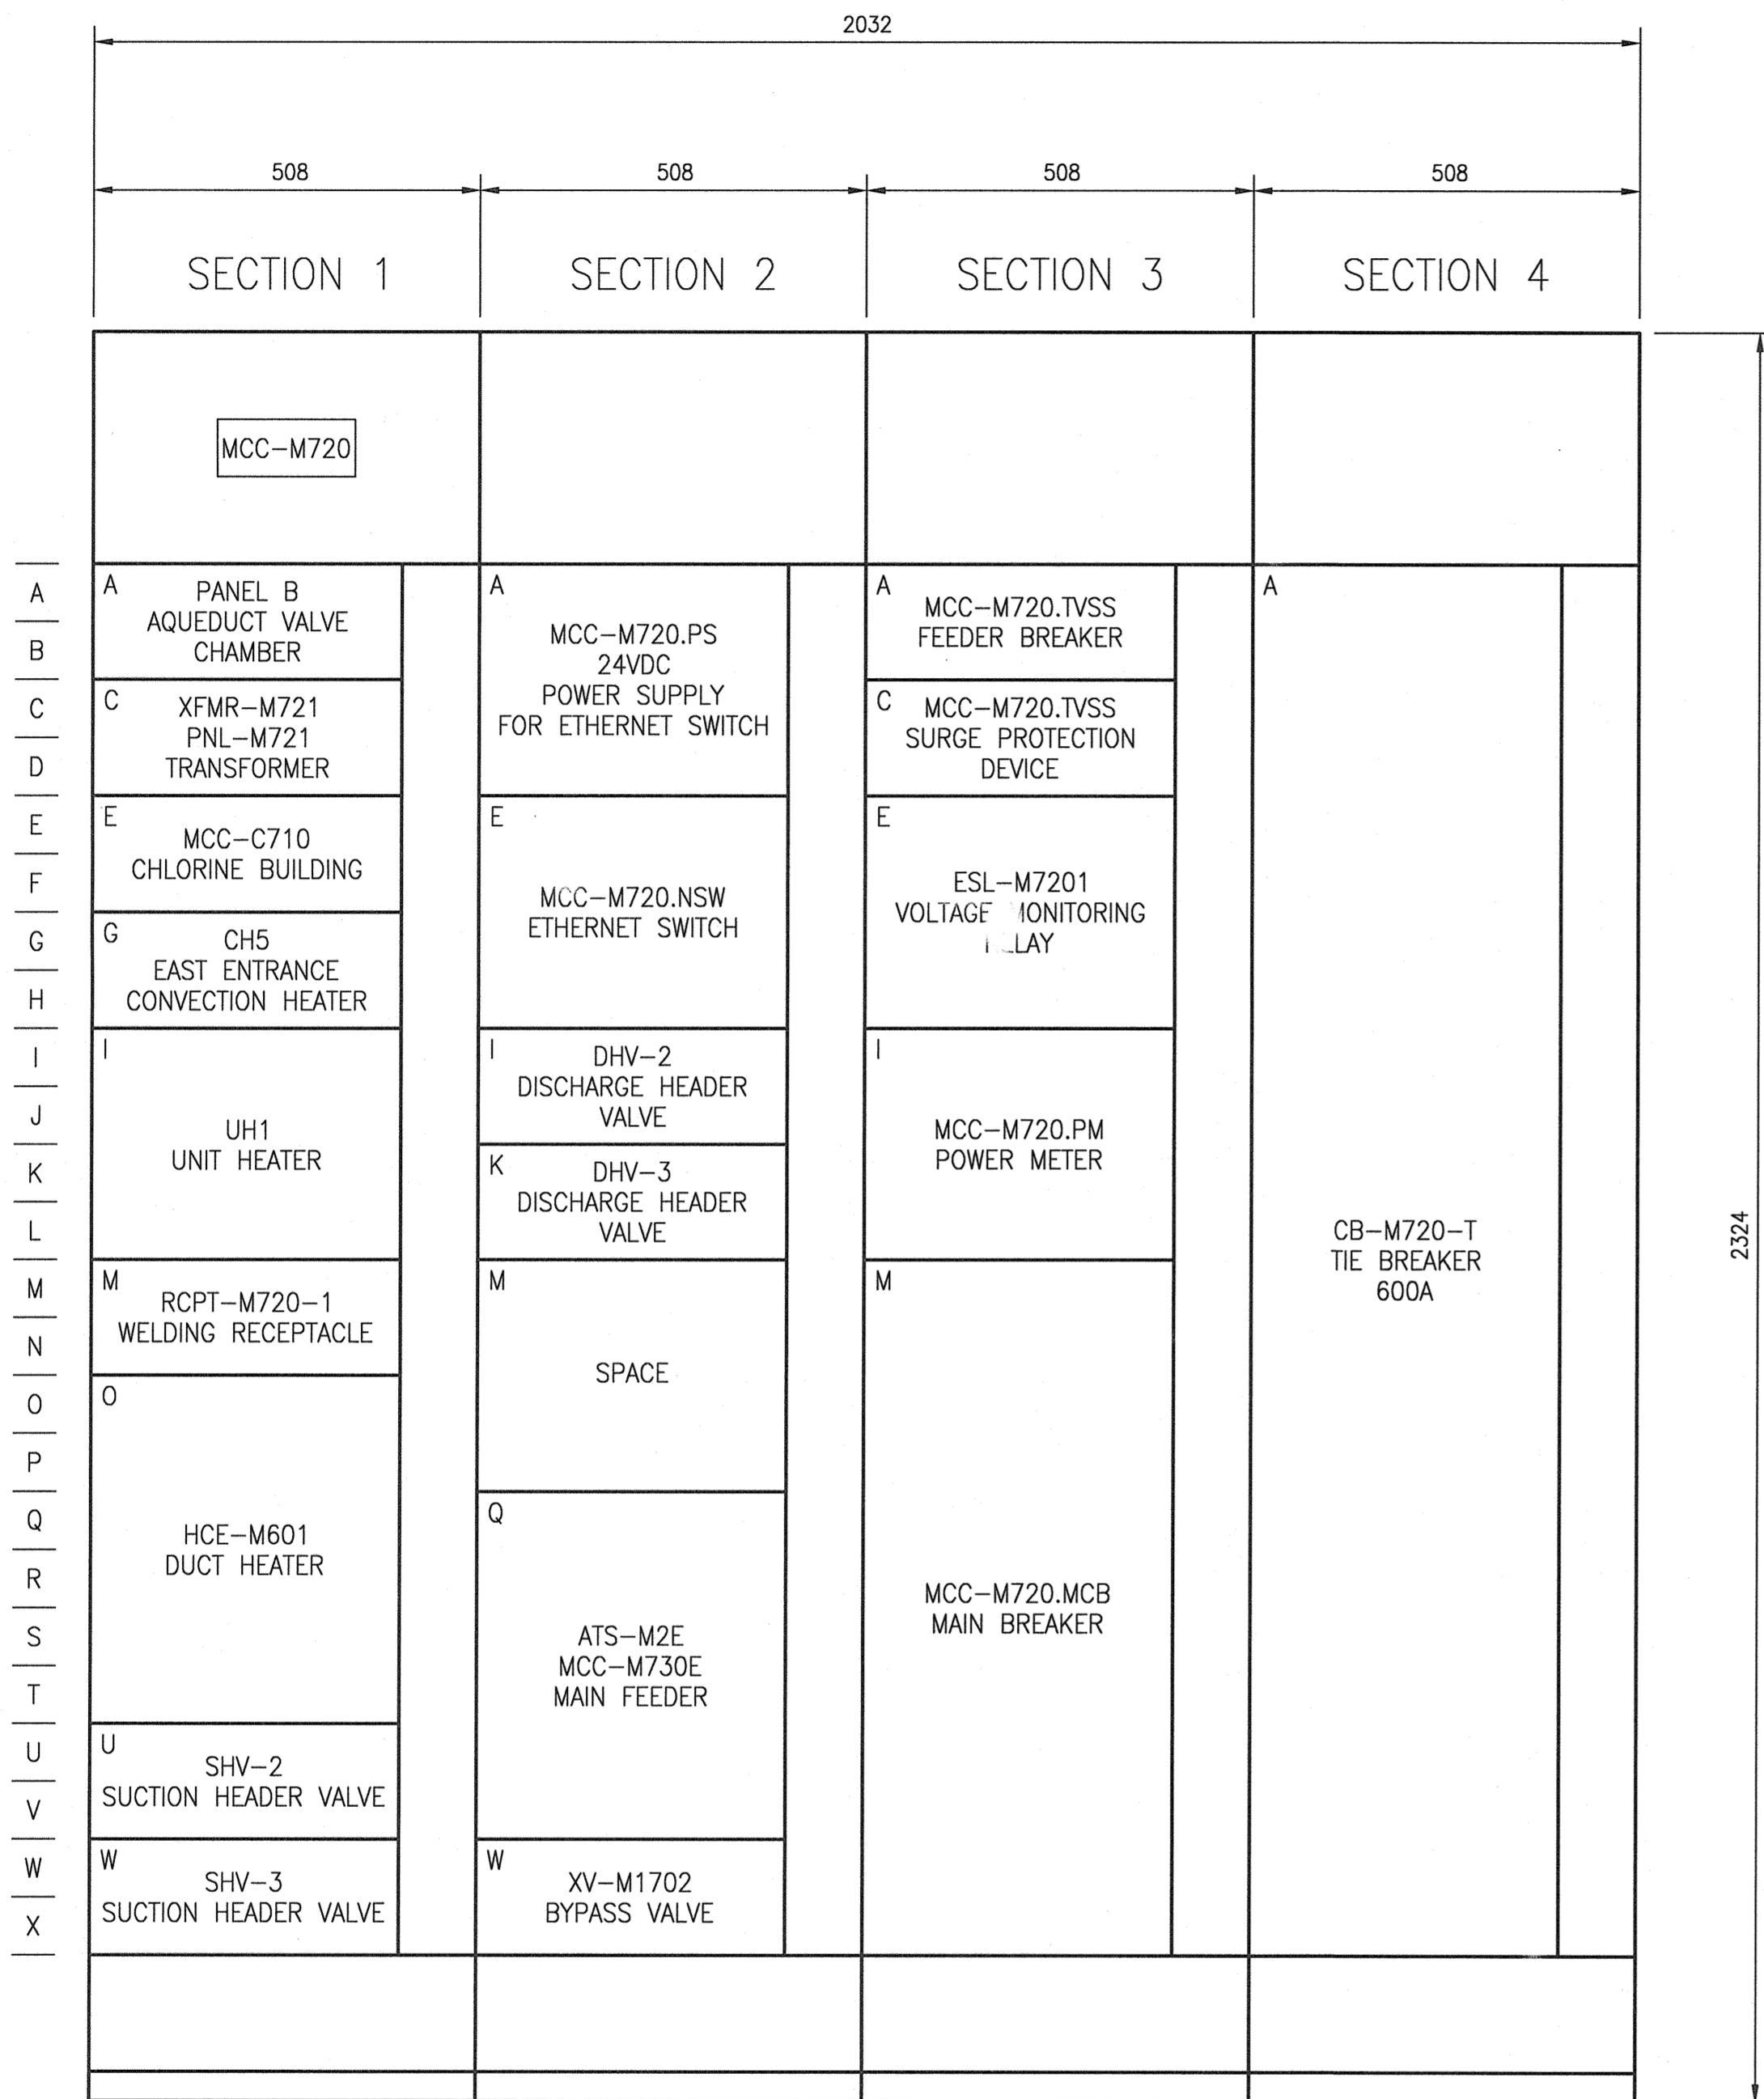 2032
508
508
508
508
SECTION 1
SECTION 2
SECTION 3
SECTION 4
MCC-M720
A
B
C
D
E
F
G
H
I
J
K
L
M
N
O
P
Q
R
S
T
U
V
W
X
A
PANEL B
AQUEDUCT VALVE
CHAMBER
C
XFMR-M721
PNL-M721
TRANSFORMER
E
MCC-C710
CHLORINE BUILDING
G
CH5
EAST ENTRANCE
CONVECTION HEATER
I
UH1
UNIT HEATER
M
RCPT-M720-1
WELDING RECEPTACLE
O
HCE-M601
DUCT HEATER
U
SHV-2
SUCTION HEADER VALVE
W
SHV-3
SUCTION HEADER VALVE
A
MCC-M720.PS
24VDC
POWER SUPPLY
FOR ETHERNET SWITCH
E
MCC-M720.NSW
ETHERNET SWITCH
I
DHV-2
DISCHARGE HEADER
VALVE
K
DHV-3
DISCHARGE HEADER
VALVE
M
SPACE
Q
ATS-M2E
MCC-M730E
MAIN FEEDER
W
XV-M1702
BYPASS VALVE
A
MCC-M720.TVSS
FEEDER BREAKER
C
MCC-M720.TVSS
SURGE PROTECTION
DEVICE
E
ESL-M7201
VOLTAGE MONITORING
RELAY
I
MCC-M720.PM
POWER METER
M
MCC-M720.MCB
MAIN BREAKER
A
CB-M720-T
TIE BREAKER
600A
2324